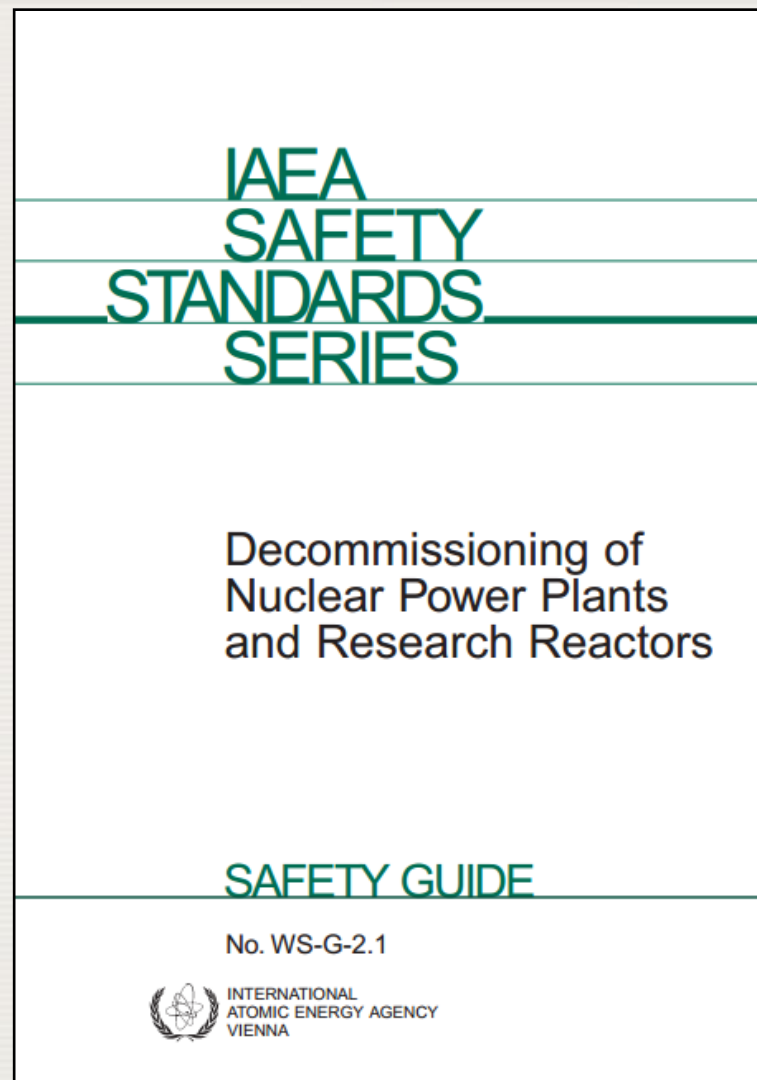 IAEA
SAFETY
STANDARDS
SERIES
Decommissioning of
Nuclear Power Plants
and Research Reactors
SAFETY GUIDE
No. WS-G-2.1
INTERNATIONAL
ATOMIC ENERGY AGENCY
VIENNA